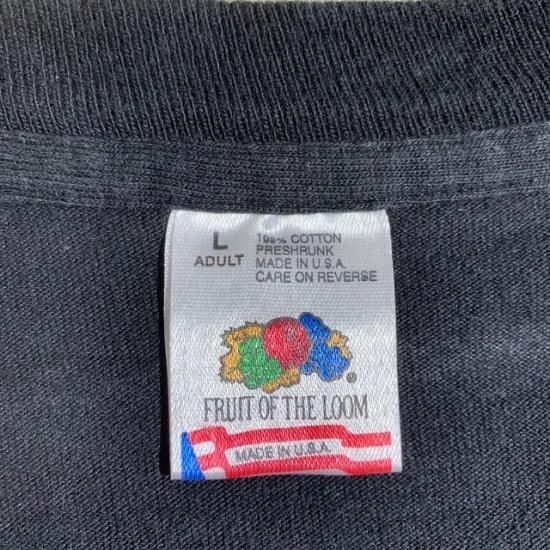 L
ADULT
100% COTTON
PRESHRUNK
MADE IN U.S.A.
CARE ON REVERSE
®
FRUIT OF THE LOOM
MADE IN U.S.A.